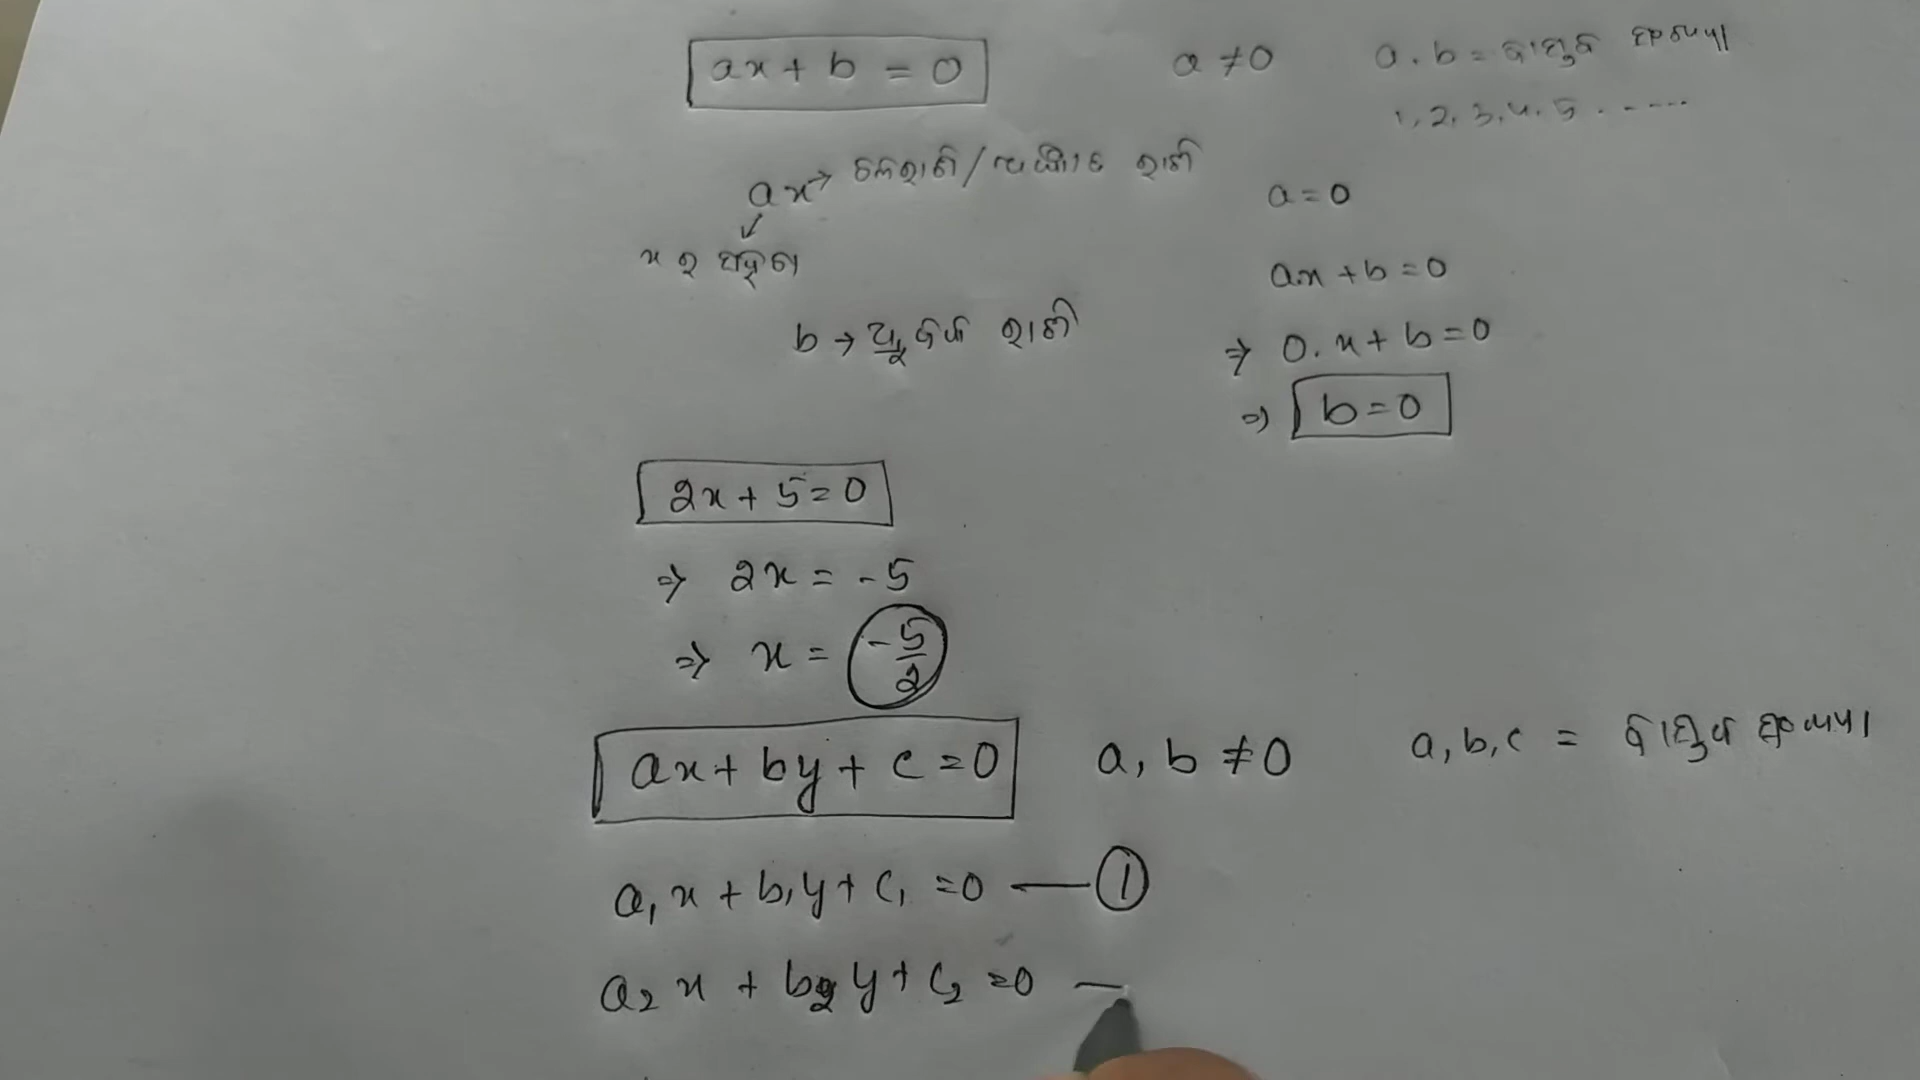 ax + b = 0   a ≠ 0   a . b = ବାସ୍ତବ ସଂଖ୍ୟା
1, 2, 3, 4, 5 . - ----
ax → ଚଳରାଶି / ରାଶି
a = 0
x ର
ax + b = 0
b → ରାଶି
⇒ 0. x + b = 0
⇒ b = 0
2x + 5 = 0
⇒ 2x = - 5
⇒ x = - 5/2
ax + by + c = 0   a, b ≠ 0   a, b, c = ବାସ୍ତବ ସଂଖ୍ୟା
a₁x + b₁y + c₁ = 0 — ①
a₂x + b₂y + c₂ = 0 —